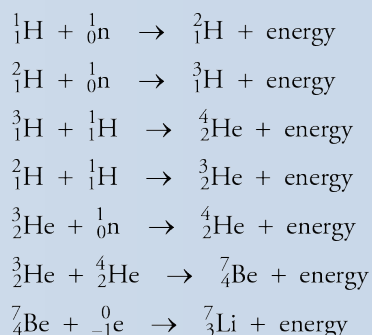 ¹₁H + ¹₀n → ²₁H + energy
²₁H + ¹₀n → ³₁H + energy
³₁H + ¹₁H → ⁴₂He + energy
²₁H + ¹₁H → ³₂He + energy
³₂He + ¹₀n → ⁴₂He + energy
³₂He + ⁴₂He → ⁷₄Be + energy
⁷₄Be + ⁰₋₁e → ⁷₃Li + energy